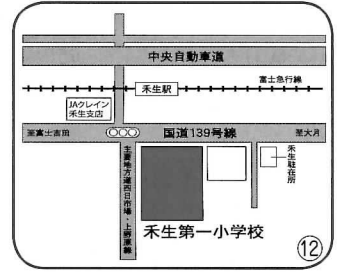 中央自動車道
富士急行線
禾生駅
JAクレイン
禾生支店
至富士吉田
国道139号線
至大月
主要地方道四日市場・上野原線
禾生駐在所
禾生第一小学校
⑫